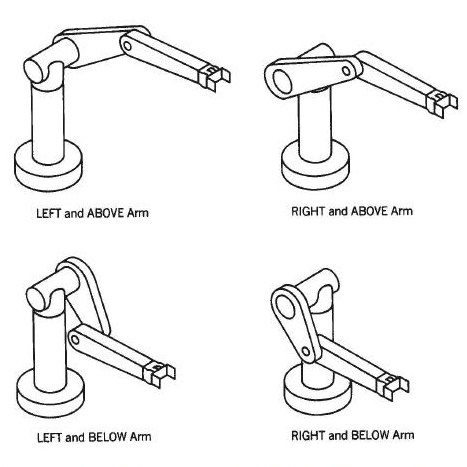 LEFT and ABOVE Arm
RIGHT and ABOVE Arm
LEFT and BELOW Arm
RIGHT and BELOW Arm